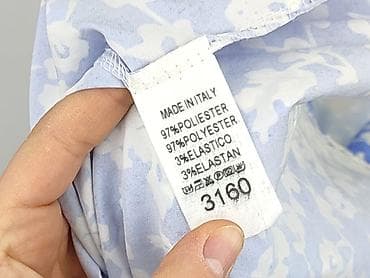 MADE IN ITALY
97%POLIESTER
97%POLYESTER
3%ELASTICO
3%ELASTAN
3160